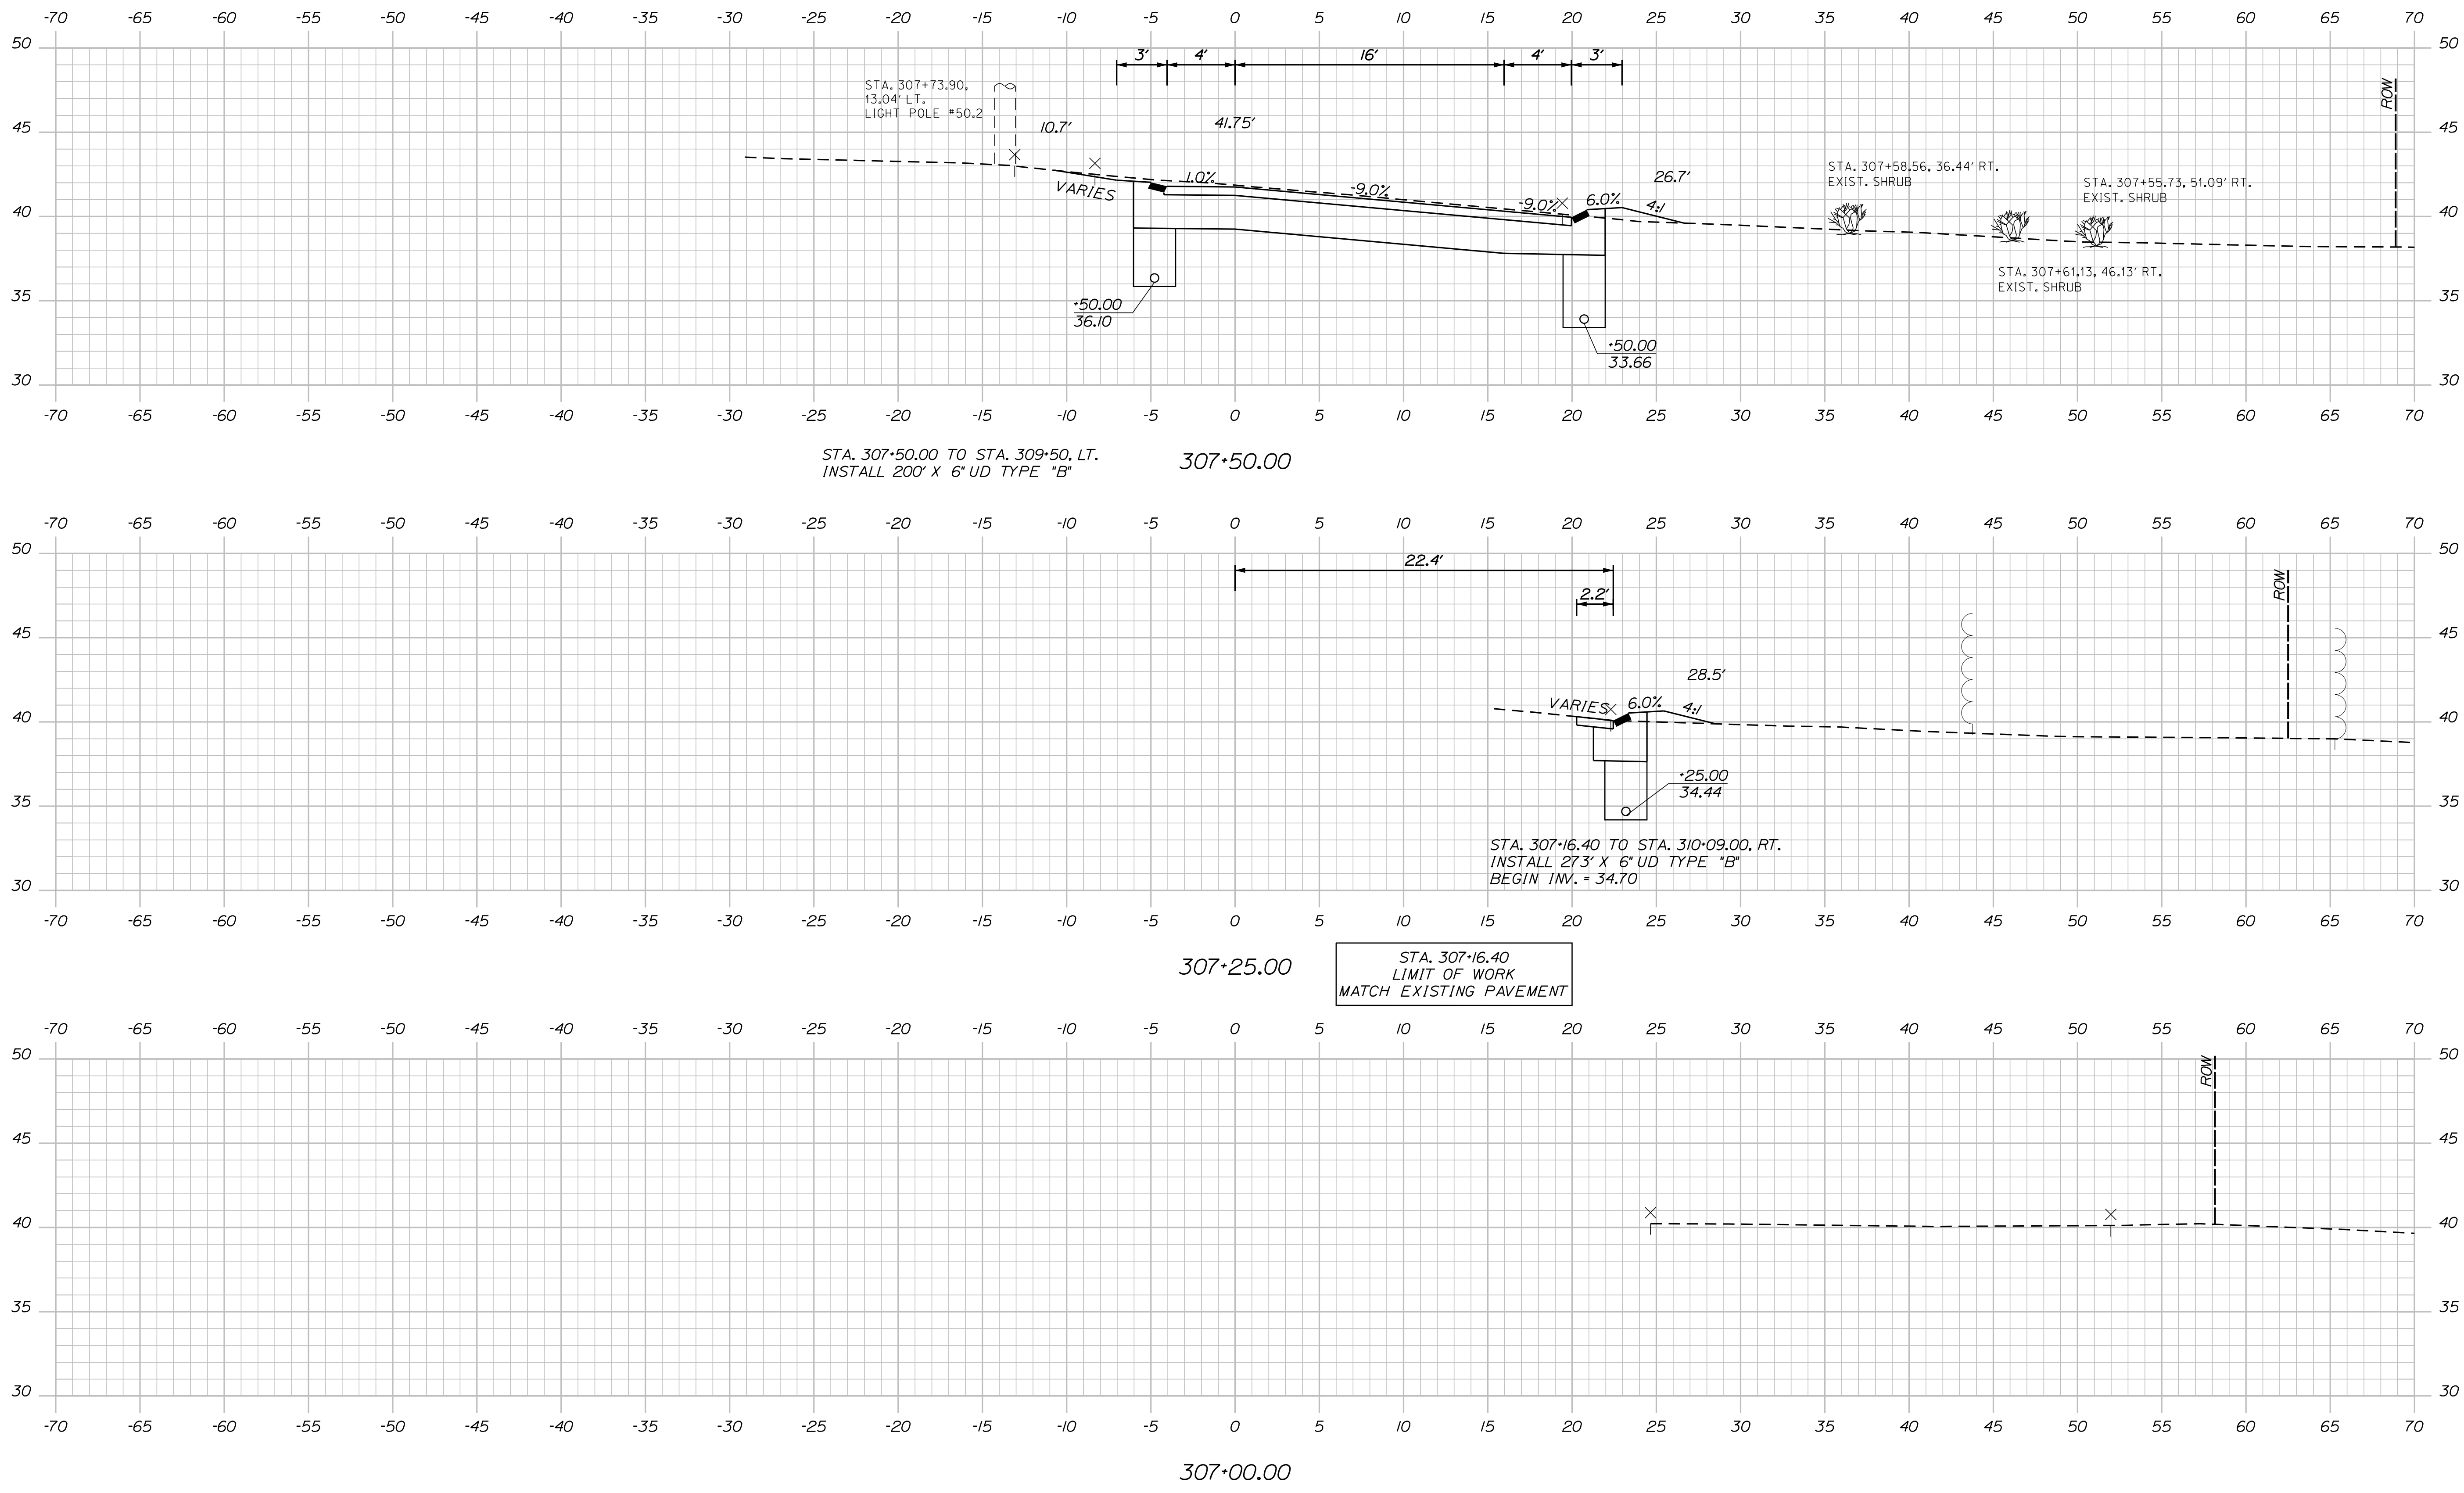 -70 -65 -60 -55 -50 -45 -40 -35 -30 -25 -20 -15 -10 -5 0 5 10 15 20 25 30 35 40 45 50 55 60 65 70
50 50
3' 4' 16' 4' 3'
STA. 307+73.90,
13.04' LT.
LIGHT POLE #50.2
ROW
10.7' 41.75'
45 45
STA. 307+58.56, 36.44' RT.
EXIST. SHRUB
STA. 307+55.73, 51.09' RT.
EXIST. SHRUB
VARIES 1.0% -9.0% -9.0% 6.0% 26.7' 4:1
40 40
STA. 307+61.13, 46.13' RT.
EXIST. SHRUB
35 35
+50.00
36.10
+50.00
33.66
30 30
-70 -65 -60 -55 -50 -45 -40 -35 -30 -25 -20 -15 -10 -5 0 5 10 15 20 25 30 35 40 45 50 55 60 65 70
STA. 307+50.00 TO STA. 309+50, LT.
INSTALL 200' X 6" UD TYPE "B"
307+50.00
-70 -65 -60 -55 -50 -45 -40 -35 -30 -25 -20 -15 -10 -5 0 5 10 15 20 25 30 35 40 45 50 55 60 65 70
50 50
22.4'
2.2'
ROW
45 45
28.5'
VARIES 6.0% 4:1
40 40
+25.00
34.44
35 35
STA. 307+16.40 TO STA. 310+09.00, RT.
INSTALL 273' X 6" UD TYPE "B"
BEGIN INV. = 34.70
30 30
-70 -65 -60 -55 -50 -45 -40 -35 -30 -25 -20 -15 -10 -5 0 5 10 15 20 25 30 35 40 45 50 55 60 65 70
307+25.00
STA. 307+16.40
LIMIT OF WORK
MATCH EXISTING PAVEMENT
-70 -65 -60 -55 -50 -45 -40 -35 -30 -25 -20 -15 -10 -5 0 5 10 15 20 25 30 35 40 45 50 55 60 65 70
50 50
ROW
45 45
40 40
35 35
30 30
-70 -65 -60 -55 -50 -45 -40 -35 -30 -25 -20 -15 -10 -5 0 5 10 15 20 25 30 35 40 45 50 55 60 65 70
307+00.00